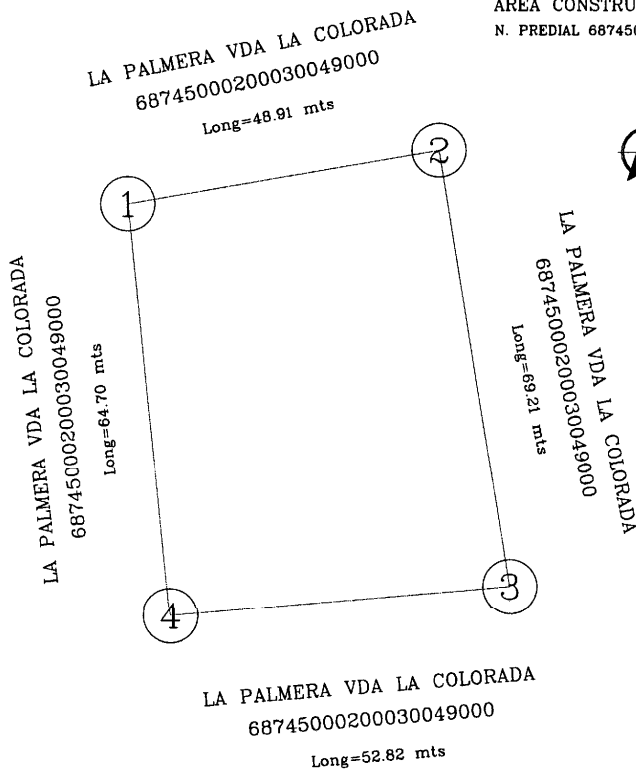 AREA CONSTRU
N. PREDIAL 687450
LA PALMERA VDA LA COLORADA
68745000200030049000
Long=48.91 mts
1
2
LA PALMERA VDA LA COLORADA
68745000200030049000
Long=64.70 mts
LA PALMERA VDA LA COLORADA
68745000200030049000
Long=69.21 mts
4
3
LA PALMERA VDA LA COLORADA
68745000200030049000
Long=52.82 mts